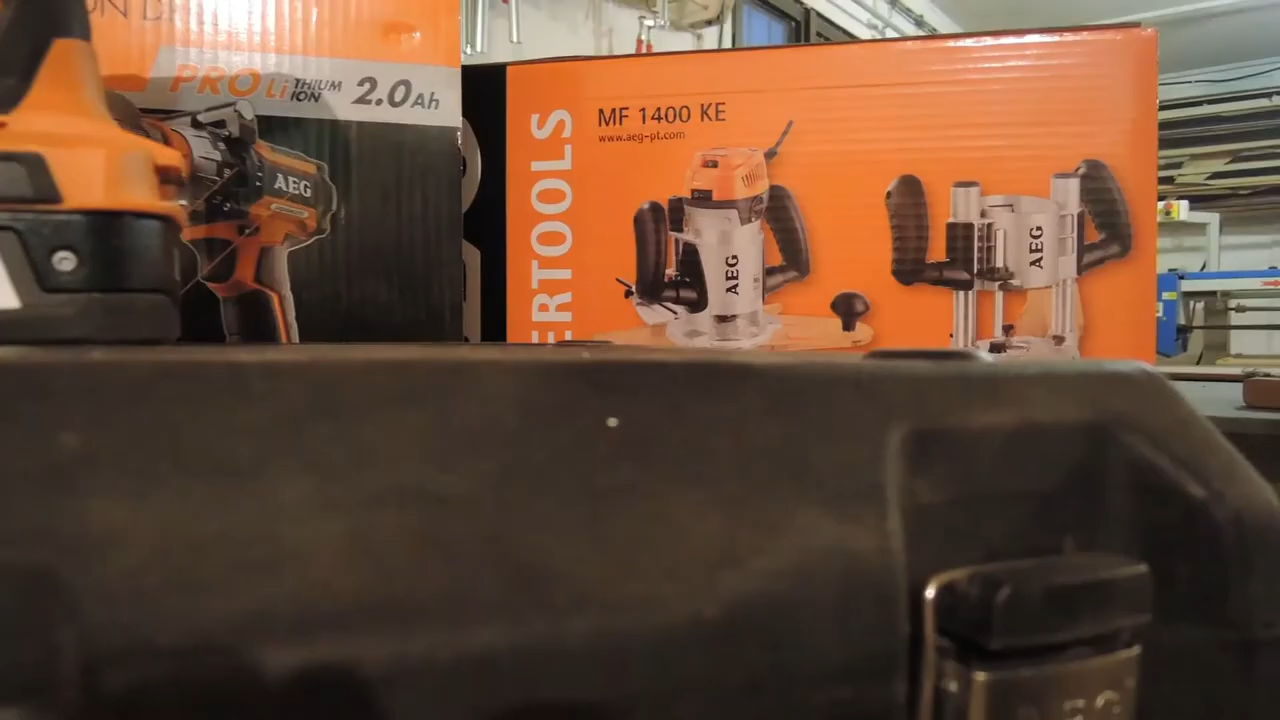 PRO Li THIUM ION 2.0Ah
AEG
ERTOOLS
MF 1400 KE
www.aeg-pt.com
AEG
AEG